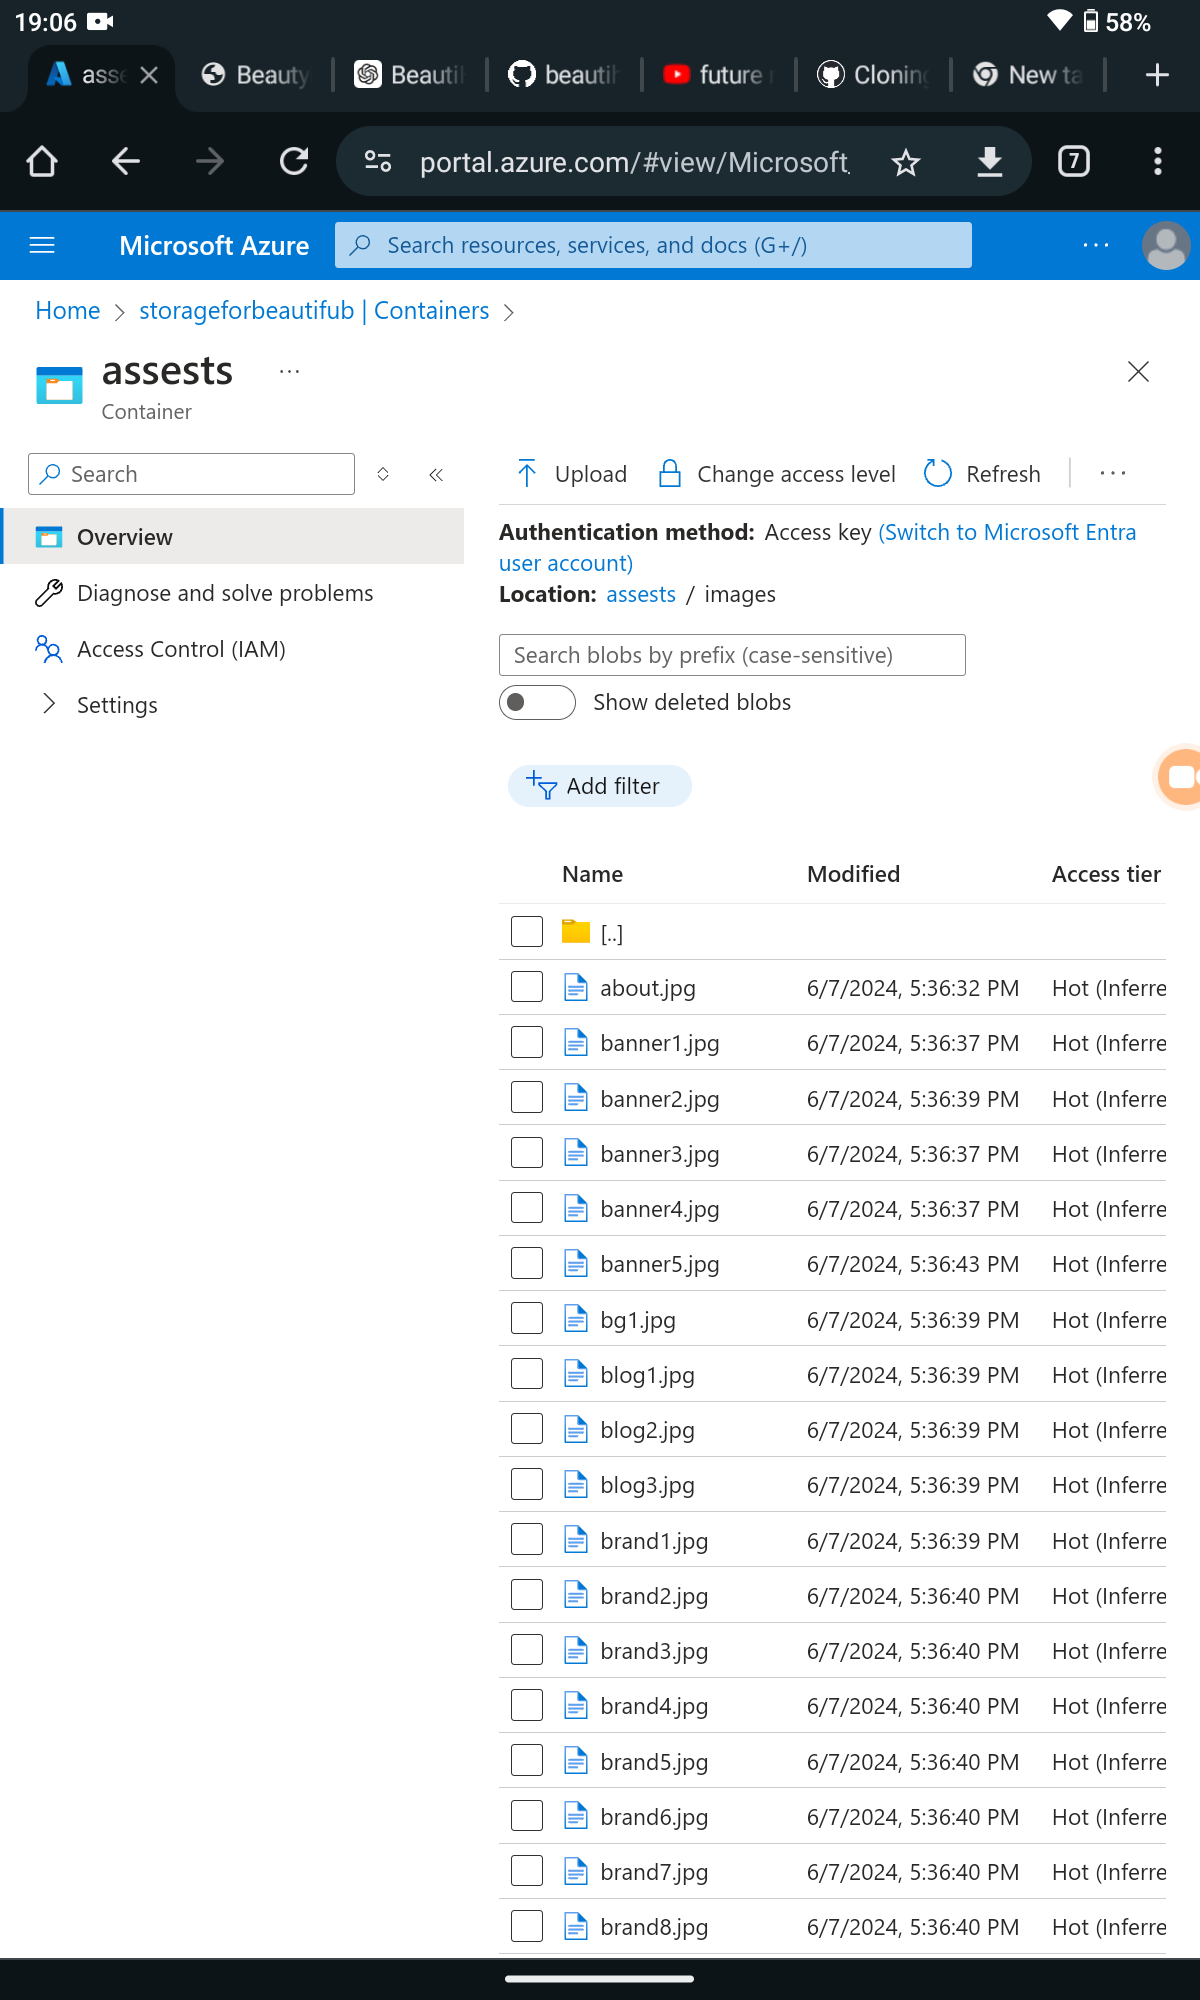 19:06
58%
asse
Beauty
Beauti
beauti
future
Cloning
New ta
portal.azure.com/#view/Microsoft.
7
Microsoft Azure
Search resources, services, and docs (G+/)
Home > storageforbeautifub | Containers >
assests
...
Container
Search
Upload
Change access level
Refresh
...
Overview
Diagnose and solve problems
Access Control (IAM)
Settings
Authentication method: Access key (Switch to Microsoft Entra
user account)
Location: assests / images
Search blobs by prefix (case-sensitive)
Show deleted blobs
Add filter
Name Modified Access tier
[..]
about.jpg 6/7/2024, 5:36:32 PM Hot (Inferre
banner1.jpg 6/7/2024, 5:36:37 PM Hot (Inferre
banner2.jpg 6/7/2024, 5:36:39 PM Hot (Inferre
banner3.jpg 6/7/2024, 5:36:37 PM Hot (Inferre
banner4.jpg 6/7/2024, 5:36:37 PM Hot (Inferre
banner5.jpg 6/7/2024, 5:36:43 PM Hot (Inferre
bg1.jpg 6/7/2024, 5:36:39 PM Hot (Inferre
blog1.jpg 6/7/2024, 5:36:39 PM Hot (Inferre
blog2.jpg 6/7/2024, 5:36:39 PM Hot (Inferre
blog3.jpg 6/7/2024, 5:36:39 PM Hot (Inferre
brand1.jpg 6/7/2024, 5:36:39 PM Hot (Inferre
brand2.jpg 6/7/2024, 5:36:40 PM Hot (Inferre
brand3.jpg 6/7/2024, 5:36:40 PM Hot (Inferre
brand4.jpg 6/7/2024, 5:36:40 PM Hot (Inferre
brand5.jpg 6/7/2024, 5:36:40 PM Hot (Inferre
brand6.jpg 6/7/2024, 5:36:40 PM Hot (Inferre
brand7.jpg 6/7/2024, 5:36:40 PM Hot (Inferre
brand8.jpg 6/7/2024, 5:36:40 PM Hot (Inferre